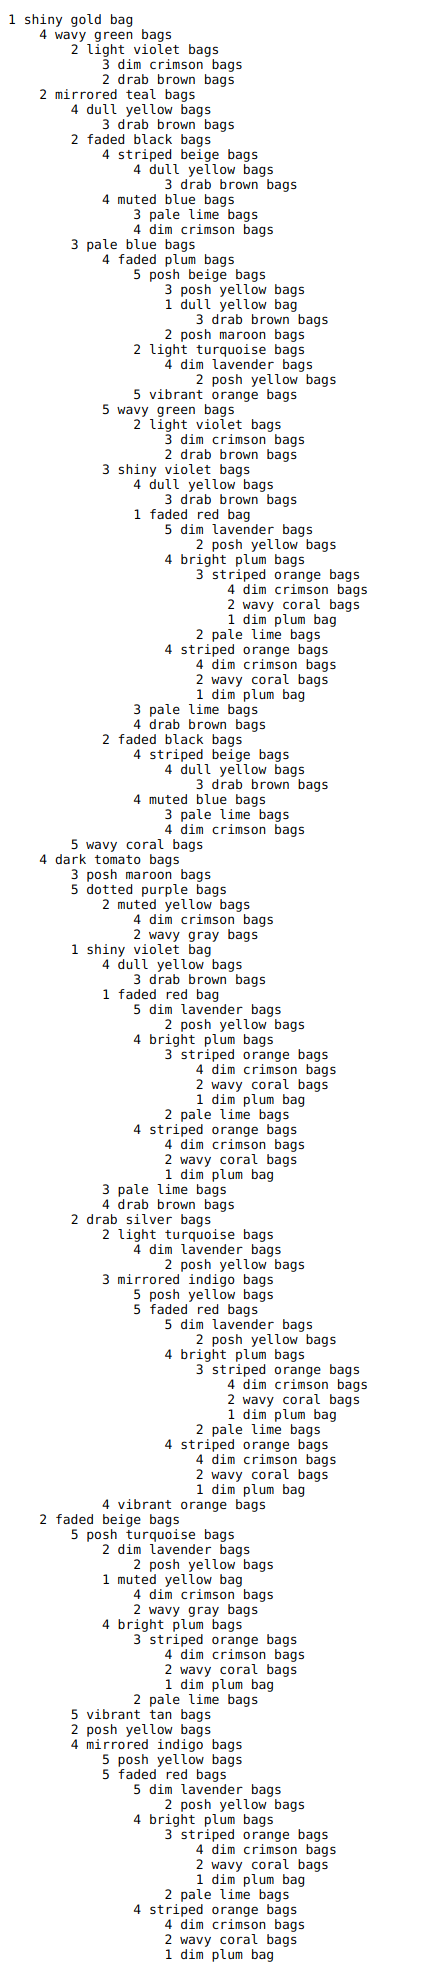 1 shiny gold bag
    4 wavy green bags
        2 light violet bags
            3 dim crimson bags
            2 drab brown bags
    2 mirrored teal bags
        4 dull yellow bags
            3 drab brown bags
        2 faded black bags
            4 striped beige bags
                4 dull yellow bags
                    3 drab brown bags
            4 muted blue bags
                3 pale lime bags
                4 dim crimson bags
        3 pale blue bags
            4 faded plum bags
                5 posh beige bags
                    3 posh yellow bags
                    1 dull yellow bag
                        3 drab brown bags
                    2 posh maroon bags
                2 light turquoise bags
                    4 dim lavender bags
                        2 posh yellow bags
                5 vibrant orange bags
            5 wavy green bags
                2 light violet bags
                    3 dim crimson bags
                    2 drab brown bags
            3 shiny violet bags
                4 dull yellow bags
                    3 drab brown bags
                1 faded red bag
                    5 dim lavender bags
                        2 posh yellow bags
                    4 bright plum bags
                        3 striped orange bags
                            4 dim crimson bags
                            2 wavy coral bags
                            1 dim plum bag
                        2 pale lime bags
                    4 striped orange bags
                        4 dim crimson bags
                        2 wavy coral bags
                        1 dim plum bag
                3 pale lime bags
                4 drab brown bags
            2 faded black bags
                4 striped beige bags
                    4 dull yellow bags
                        3 drab brown bags
                4 muted blue bags
                    3 pale lime bags
                    4 dim crimson bags
        5 wavy coral bags
    4 dark tomato bags
        3 posh maroon bags
        5 dotted purple bags
            2 muted yellow bags
                4 dim crimson bags
                2 wavy gray bags
        1 shiny violet bag
            4 dull yellow bags
                3 drab brown bags
            1 faded red bag
                5 dim lavender bags
                    2 posh yellow bags
                4 bright plum bags
                    3 striped orange bags
                        4 dim crimson bags
                        2 wavy coral bags
                        1 dim plum bag
                    2 pale lime bags
                4 striped orange bags
                    4 dim crimson bags
                    2 wavy coral bags
                    1 dim plum bag
            3 pale lime bags
            4 drab brown bags
        2 drab silver bags
            2 light turquoise bags
                4 dim lavender bags
                    2 posh yellow bags
            3 mirrored indigo bags
                5 posh yellow bags
                5 faded red bags
                    5 dim lavender bags
                        2 posh yellow bags
                    4 bright plum bags
                        3 striped orange bags
                            4 dim crimson bags
                            2 wavy coral bags
                            1 dim plum bag
                        2 pale lime bags
                    4 striped orange bags
                        4 dim crimson bags
                        2 wavy coral bags
                        1 dim plum bag
            4 vibrant orange bags
    2 faded beige bags
        5 posh turquoise bags
            2 dim lavender bags
                2 posh yellow bags
            1 muted yellow bag
                4 dim crimson bags
                2 wavy gray bags
            4 bright plum bags
                3 striped orange bags
                    4 dim crimson bags
                    2 wavy coral bags
                    1 dim plum bag
                2 pale lime bags
        5 vibrant tan bags
        2 posh yellow bags
        4 mirrored indigo bags
            5 posh yellow bags
            5 faded red bags
                5 dim lavender bags
                    2 posh yellow bags
                4 bright plum bags
                    3 striped orange bags
                        4 dim crimson bags
                        2 wavy coral bags
                        1 dim plum bag
                    2 pale lime bags
                4 striped orange bags
                    4 dim crimson bags
                    2 wavy coral bags
                    1 dim plum bag